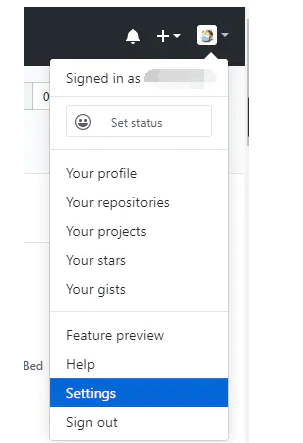 Signed in as
0
Set status
Your profile
Your repositories
Your projects
Your stars
Your gists
Feature preview
Bed
Help
Settings
Sign out